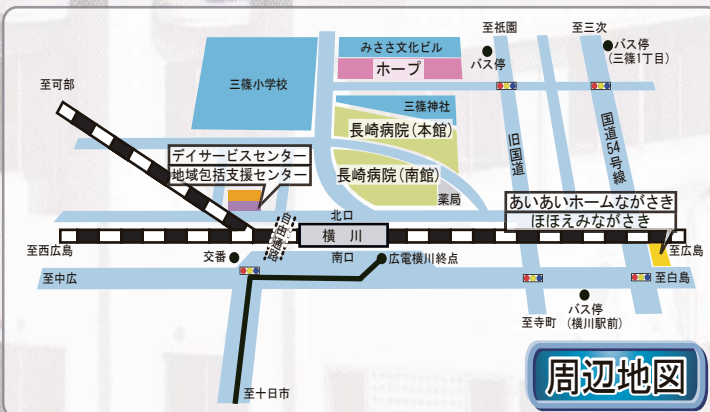 至祇園
至三次
みささ文化ビル
ホープ
バス停
バス停
(三篠1丁目)
至可部
三篠小学校
三篠神社
長崎病院(本館)
旧国道
国道54号線
デイサービスセンター
地域包括支援センター
長崎病院(南館)
薬局
あいあいホームながさき
ほほえみながさき
北口
自由通路
横川
至西広島
交番
南口
広電横川終点
至広島
至中広
至白島
バス停
(横川駅前)
至寺町
至十日市
周辺地図